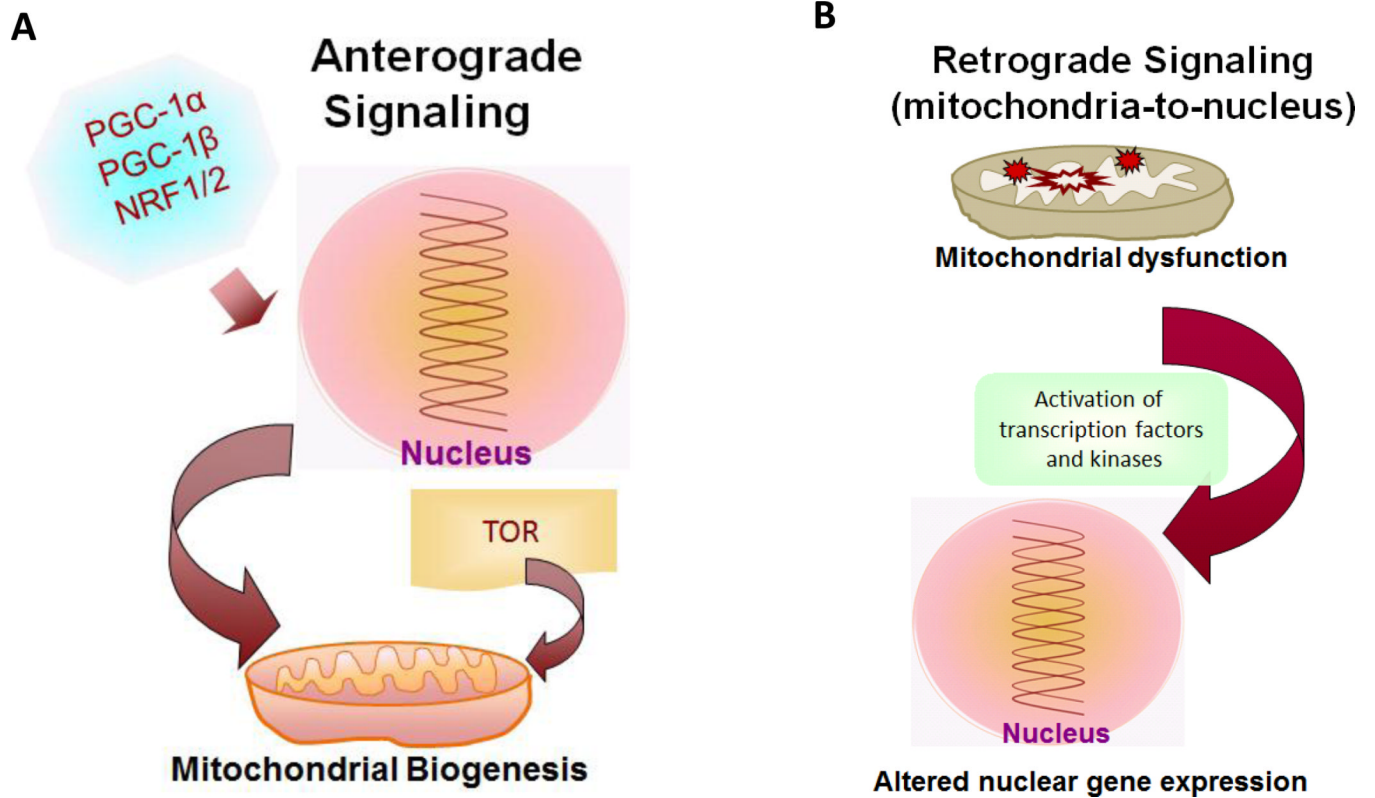 A
Anterograde
Signaling
PGC-1α
PGC-1β
NRF1/2
Nucleus
TOR
Mitochondrial Biogenesis
B
Retrograde Signaling
(mitochondria-to-nucleus)
Mitochondrial dysfunction
Activation of
transcription factors
and kinases
Nucleus
Altered nuclear gene expression